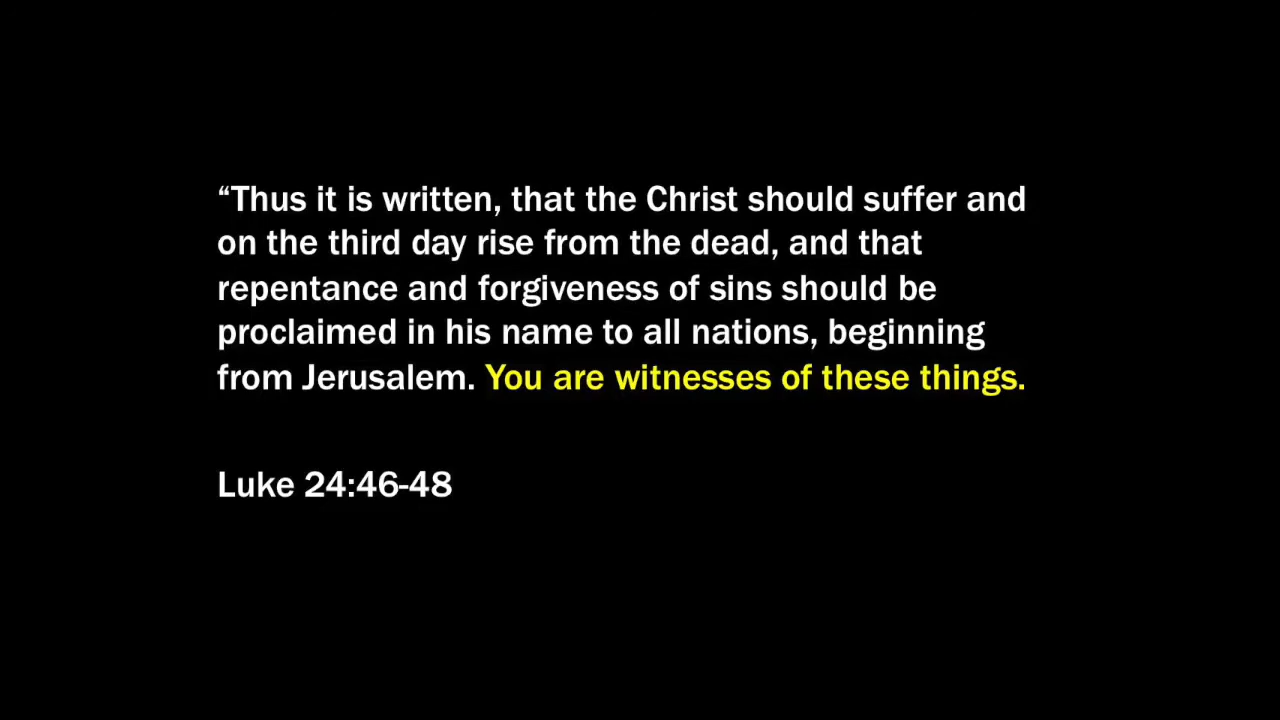 “Thus it is written, that the Christ should suffer and
on the third day rise from the dead, and that
repentance and forgiveness of sins should be
proclaimed in his name to all nations, beginning
from Jerusalem. You are witnesses of these things.
Luke 24:46-48